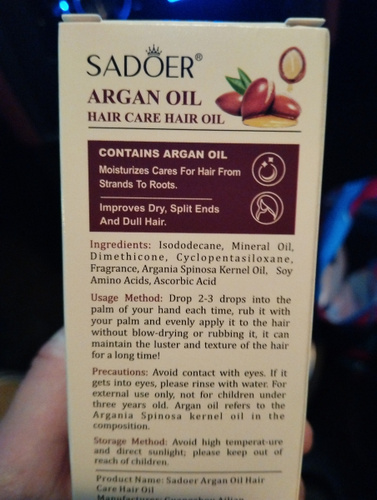 SADOER®
ARGAN OIL
HAIR CARE HAIR OIL
CONTAINS ARGAN OIL
Moisturizes Cares For Hair From
Strands To Roots.
Improves Dry, Split Ends
And Dull Hair.
Ingredients: Isododecane, Mineral Oil,
Dimethicone, Cyclopentasiloxane,
Fragrance, Argania Spinosa Kernel Oil, Soy
Amino Acids, Ascorbic Acid
Usage Method: Drop 2-3 drops into the
palm of your hand each time, rub it with
your palm and evenly apply it to the hair
without blow-drying or rubbing it, it can
maintain the luster and texture of the hair
for a long time!
Precautions: Avoid contact with eyes. If it
gets into eyes, please rinse with water. For
external use only, not for children under
three years old. Argan oil refers to the
Argania Spinosa kernel oil in the
composition.
Storage Method: Avoid high temperat-ure
and direct sunlight; please keep out of
reach of children.
Product Name: Sadoer Argan Oil Hair
Care Hair Oil